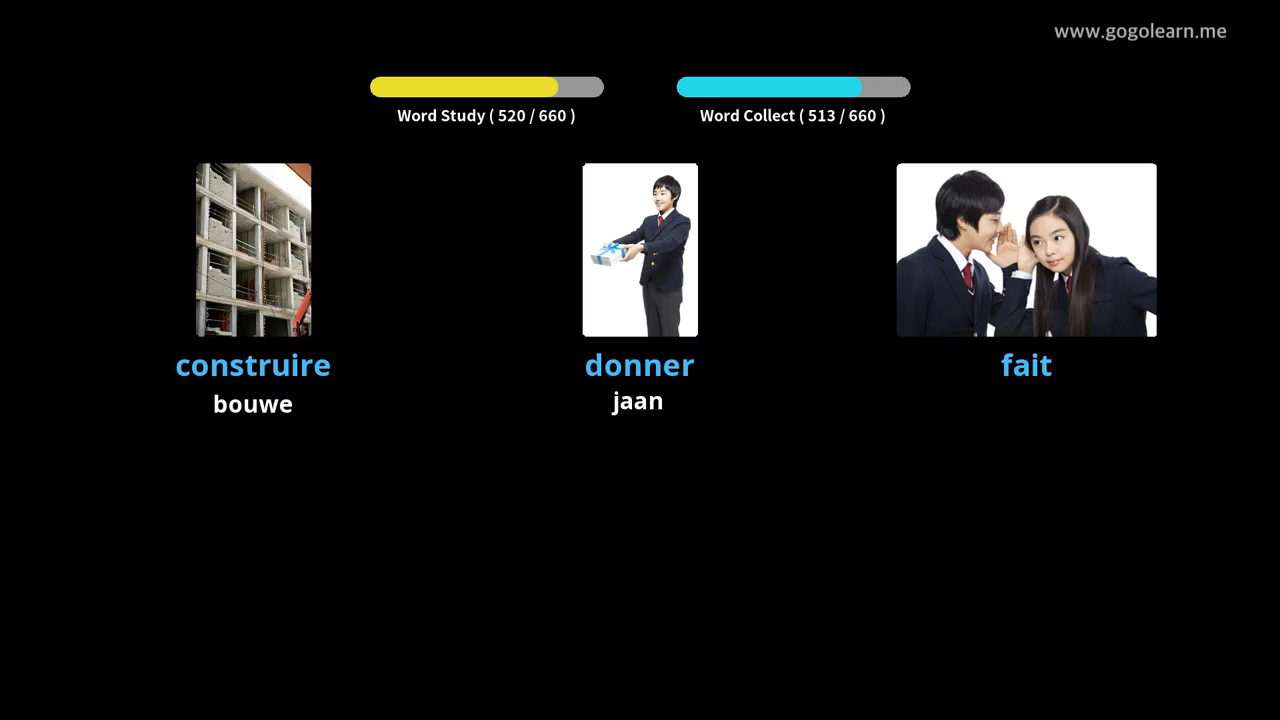 www.gogolearn.me
Word Study ( 520 / 660 )
Word Collect ( 513 / 660 )
construire
donner
fait
bouwe
jaan